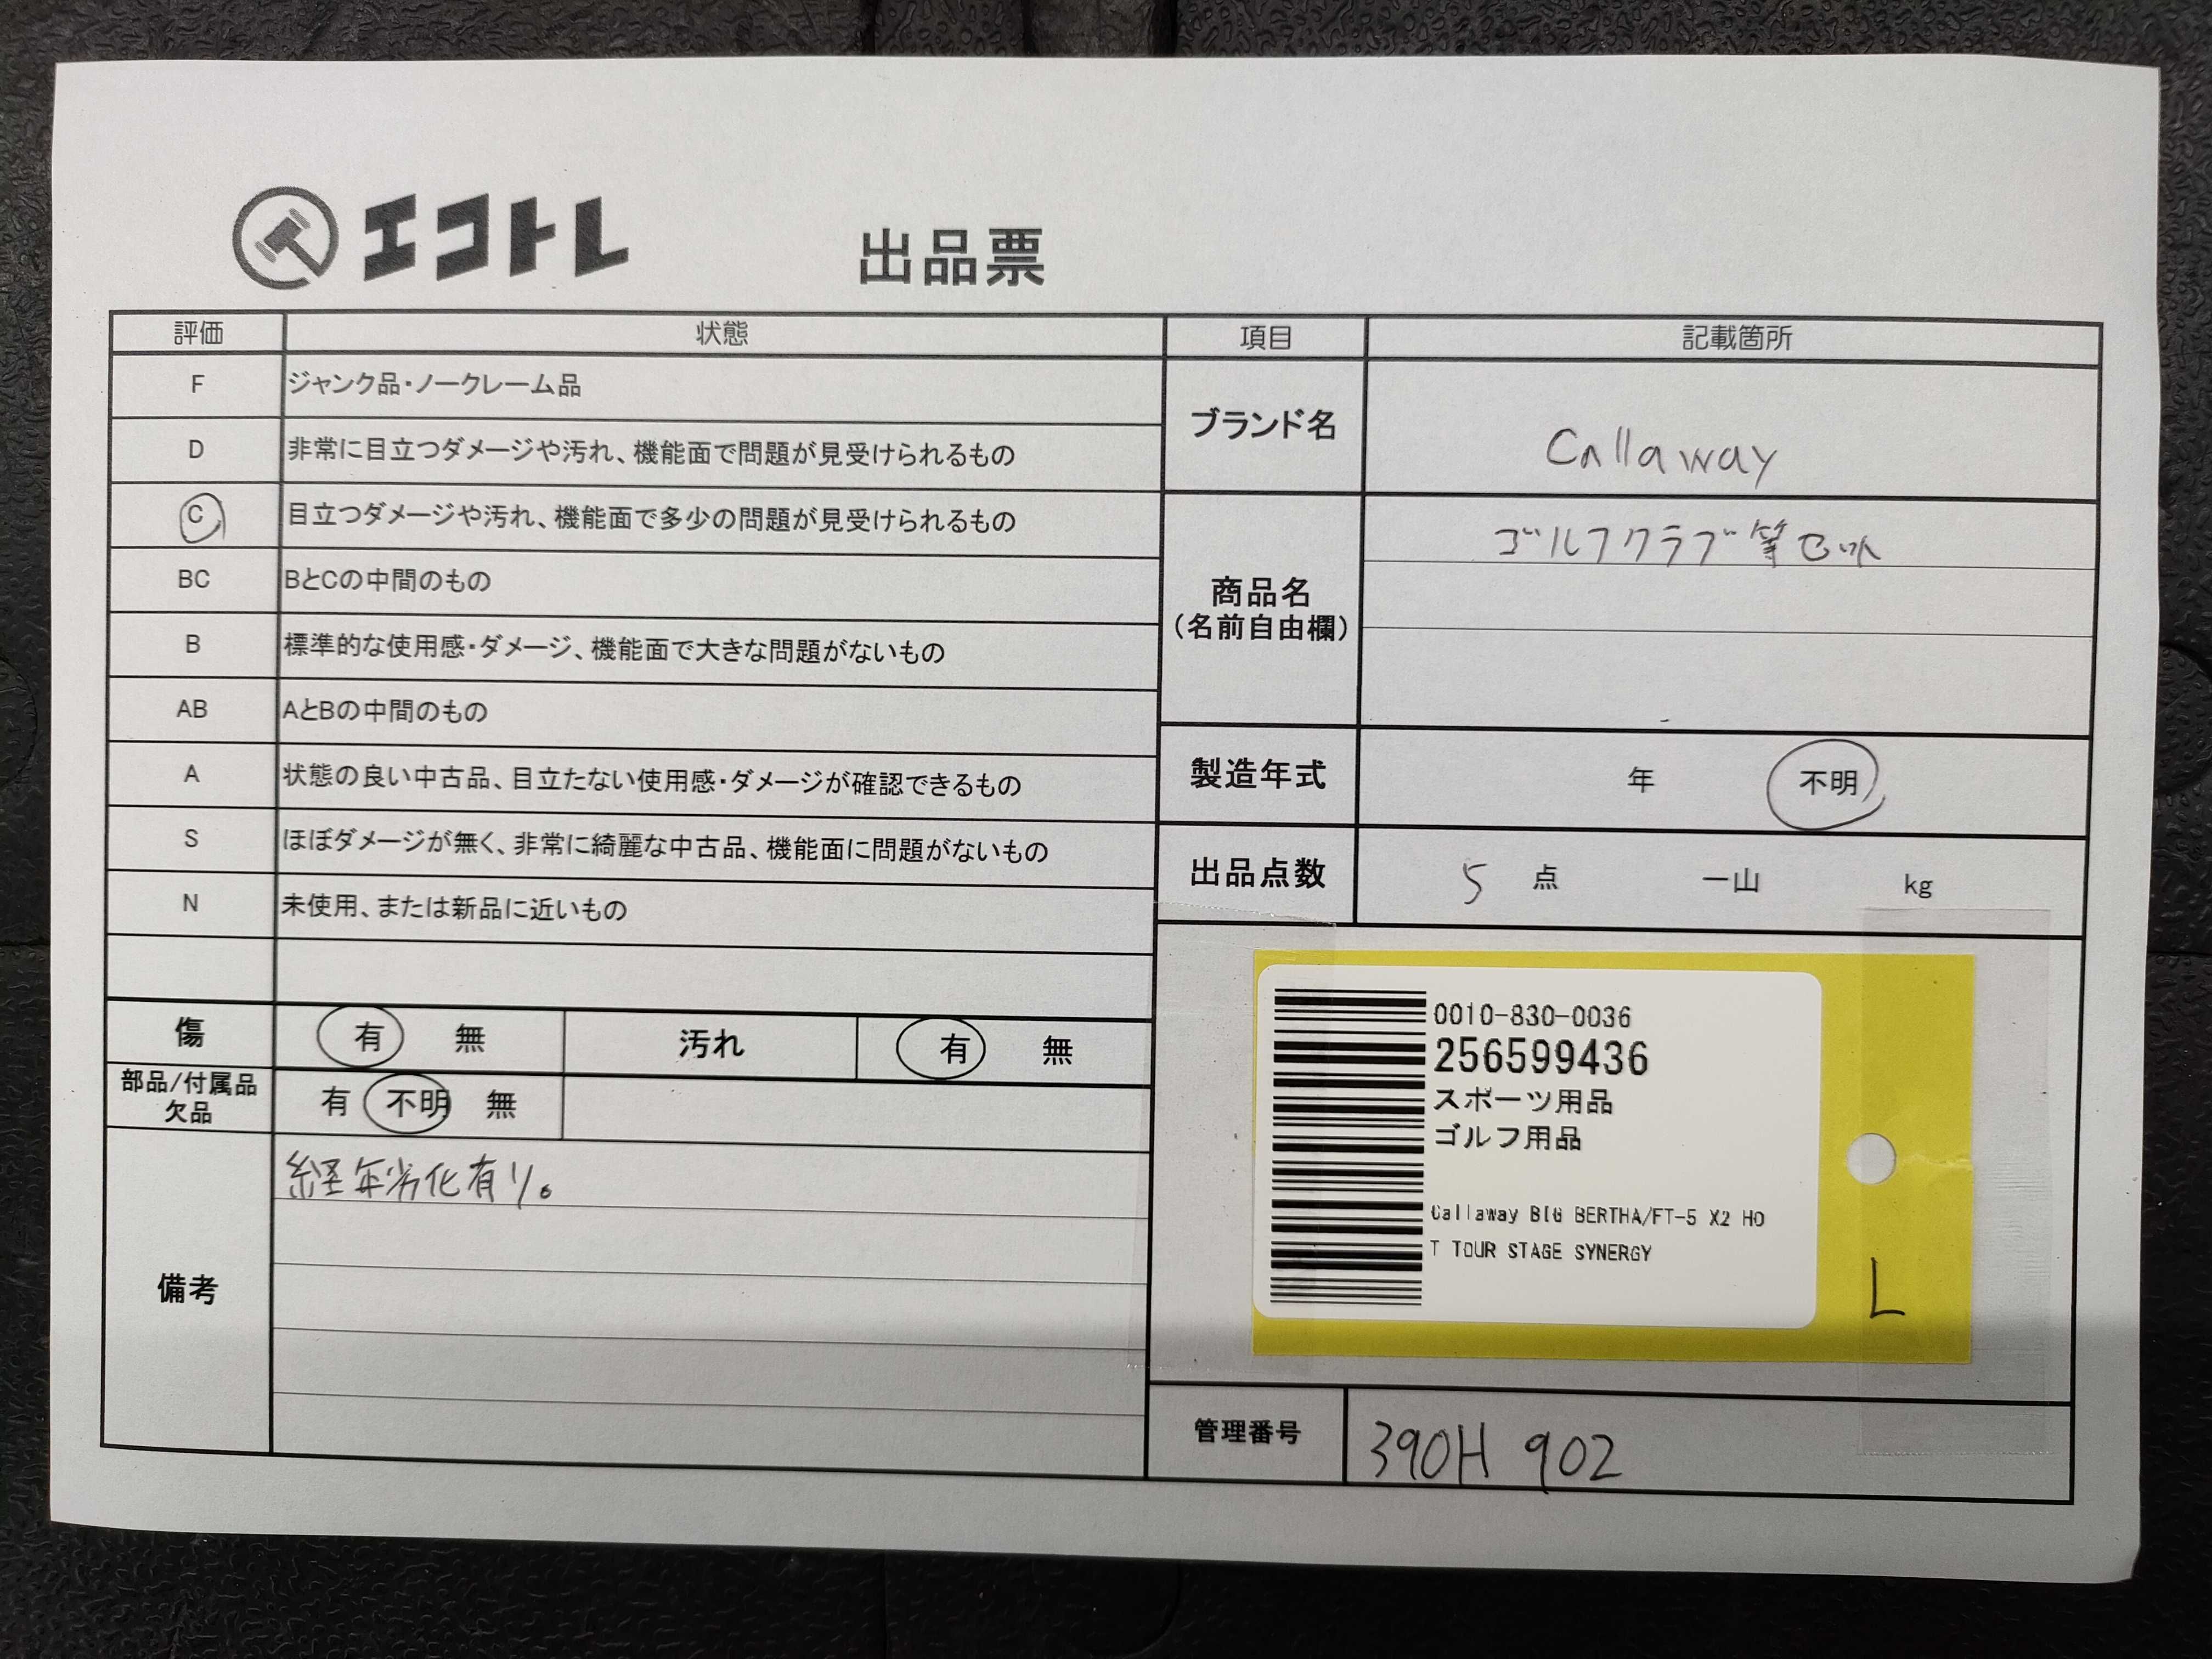 エコトレ 出品票
評価 状態
F ジャンク品・ノークレーム品
D 非常に目立つダメージや汚れ、機能面で問題が見受けられるもの
C 目立つダメージや汚れ、機能面で多少の問題が見受けられるもの
BC BとCの中間のもの
B 標準的な使用感・ダメージ、機能面で大きな問題がないもの
AB AとBの中間のもの
A 状態の良い中古品、目立たない使用感・ダメージが確認できるもの
S ほぼダメージが無く、非常に綺麗な中古品、機能面に問題がないもの
N 未使用、または新品に近いもの
傷 有 無 汚れ 有 無
部品/付属品
欠品
有 不明 無
備考
経年劣化有り。
項目 記載箇所
ブランド名 Callaway
商品名
(名前自由欄)
ゴルフクラブ等セット
製造年式 年 不明
出品点数 5 点 一山 kg
0010-830-0036
256599436
スポーツ用品
ゴルフ用品
Callaway BIG BERTHA/FT-5 X2 HO
T TOUR STAGE SYNERGY
L
管理番号 390H 902